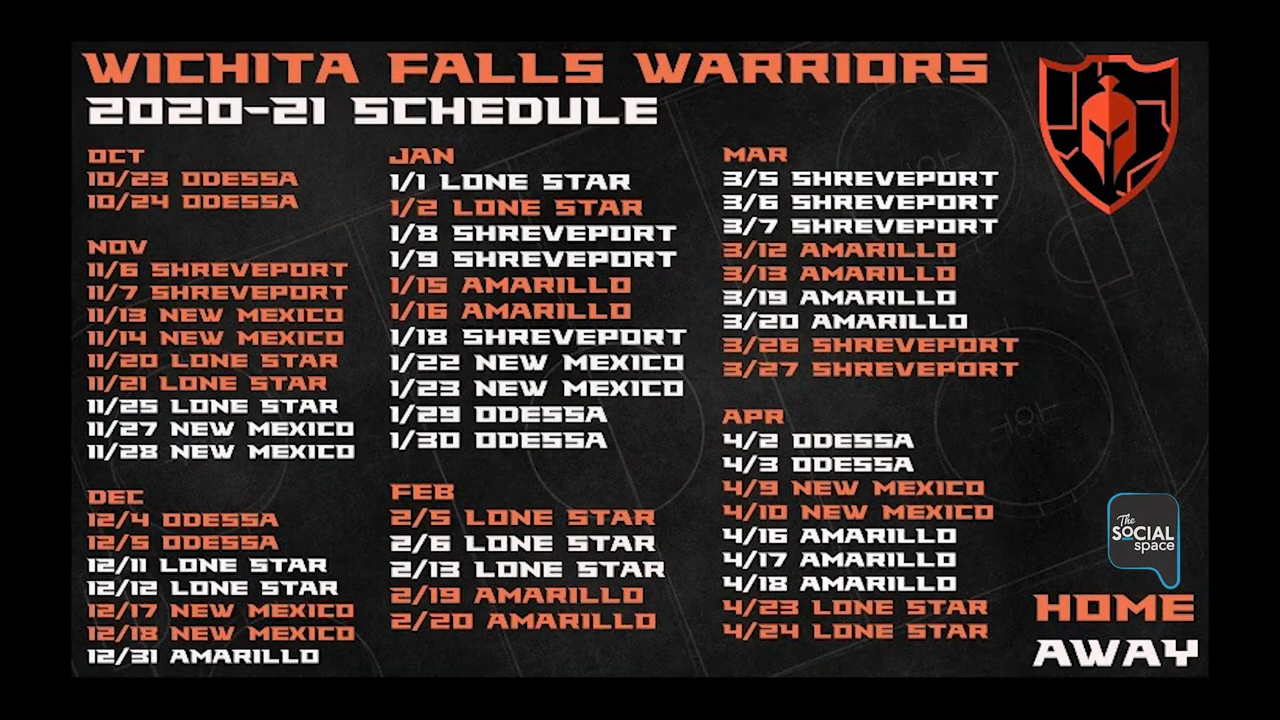 WICHITA FALLS WARRIORS
2020-21 SCHEDULE
OCT
10/23 ODESSA
10/24 ODESSA
NOV
11/6 SHREVEPORT
11/7 SHREVEPORT
11/13 NEW MEXICO
11/14 NEW MEXICO
11/20 LONE STAR
11/21 LONE STAR
11/25 LONE STAR
11/27 NEW MEXICO
11/28 NEW MEXICO
DEC
12/4 ODESSA
12/5 ODESSA
12/11 LONE STAR
12/12 LONE STAR
12/17 NEW MEXICO
12/18 NEW MEXICO
12/31 AMARILLO
JAN
1/1 LONE STAR
1/2 LONE STAR
1/8 SHREVEPORT
1/9 SHREVEPORT
1/15 AMARILLO
1/16 AMARILLO
1/18 SHREVEPORT
1/22 NEW MEXICO
1/23 NEW MEXICO
1/29 ODESSA
1/30 ODESSA
FEB
2/5 LONE STAR
2/6 LONE STAR
2/13 LONE STAR
2/19 AMARILLO
2/20 AMARILLO
MAR
3/5 SHREVEPORT
3/6 SHREVEPORT
3/7 SHREVEPORT
3/12 AMARILLO
3/13 AMARILLO
3/19 AMARILLO
3/20 AMARILLO
3/26 SHREVEPORT
3/27 SHREVEPORT
APR
4/2 ODESSA
4/3 ODESSA
4/9 NEW MEXICO
4/10 NEW MEXICO
4/16 AMARILLO
4/17 AMARILLO
4/18 AMARILLO
4/23 LONE STAR
4/24 LONE STAR
The
SOCIAL
space
HOME
AWAY